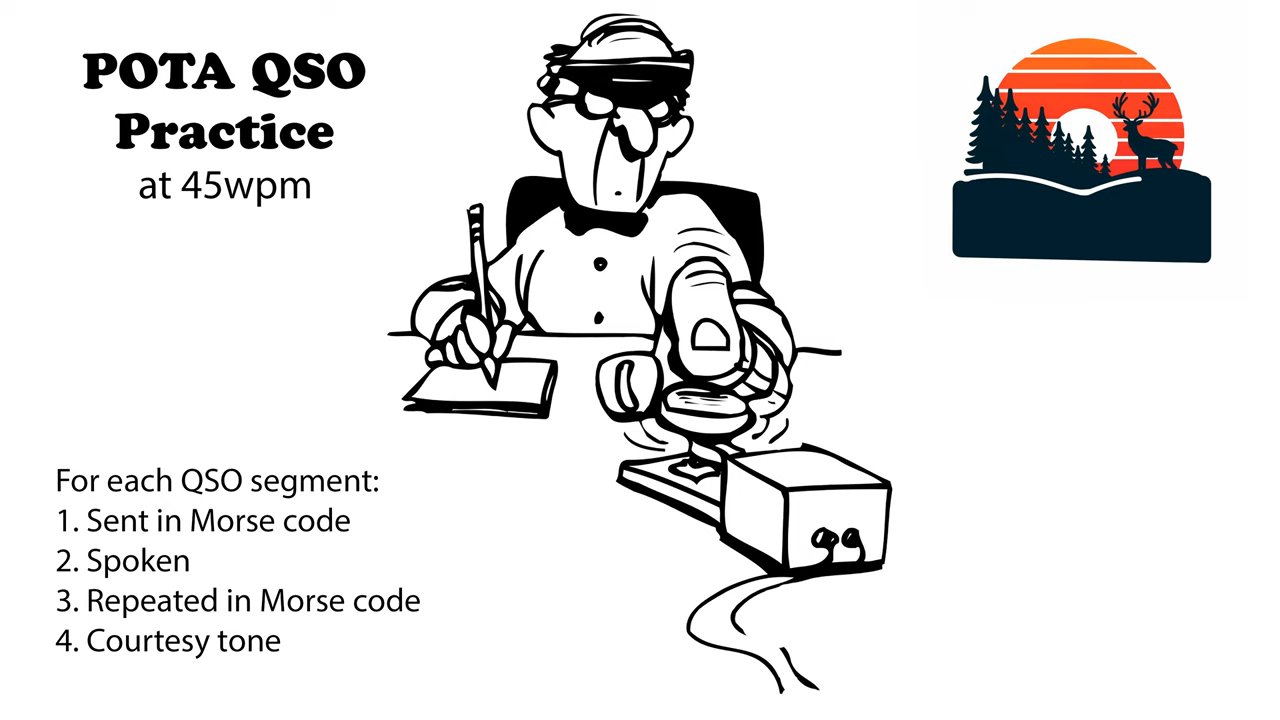 POTA QSO
Practice
at 45wpm
For each QSO segment:
1. Sent in Morse code
2. Spoken
3. Repeated in Morse code
4. Courtesy tone